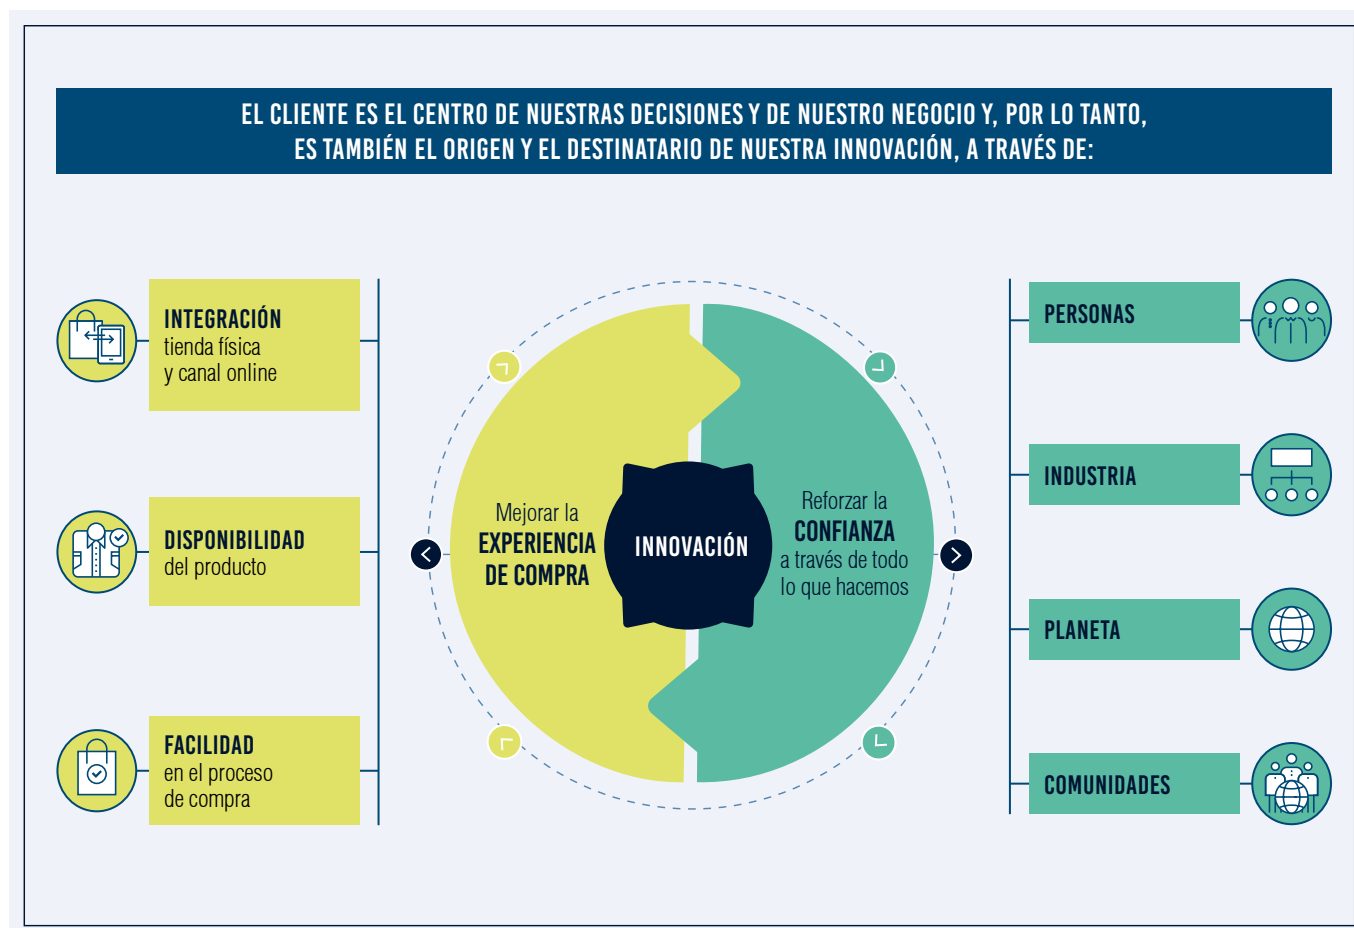 EL CLIENTE ES EL CENTRO DE NUESTRAS DECISIONES Y DE NUESTRO NEGOCIO Y, POR LO TANTO,
ES TAMBIÉN EL ORIGEN Y EL DESTINATARIO DE NUESTRA INNOVACIÓN, A TRAVÉS DE:
INTEGRACIÓN
tienda física
y canal online
DISPONIBILIDAD
del producto
FACILIDAD
en el proceso
de compra
Mejorar la
EXPERIENCIA
DE COMPRA
INNOVACIÓN
Reforzar la
CONFIANZA
a través de todo
lo que hacemos
PERSONAS
INDUSTRIA
PLANETA
COMUNIDADES